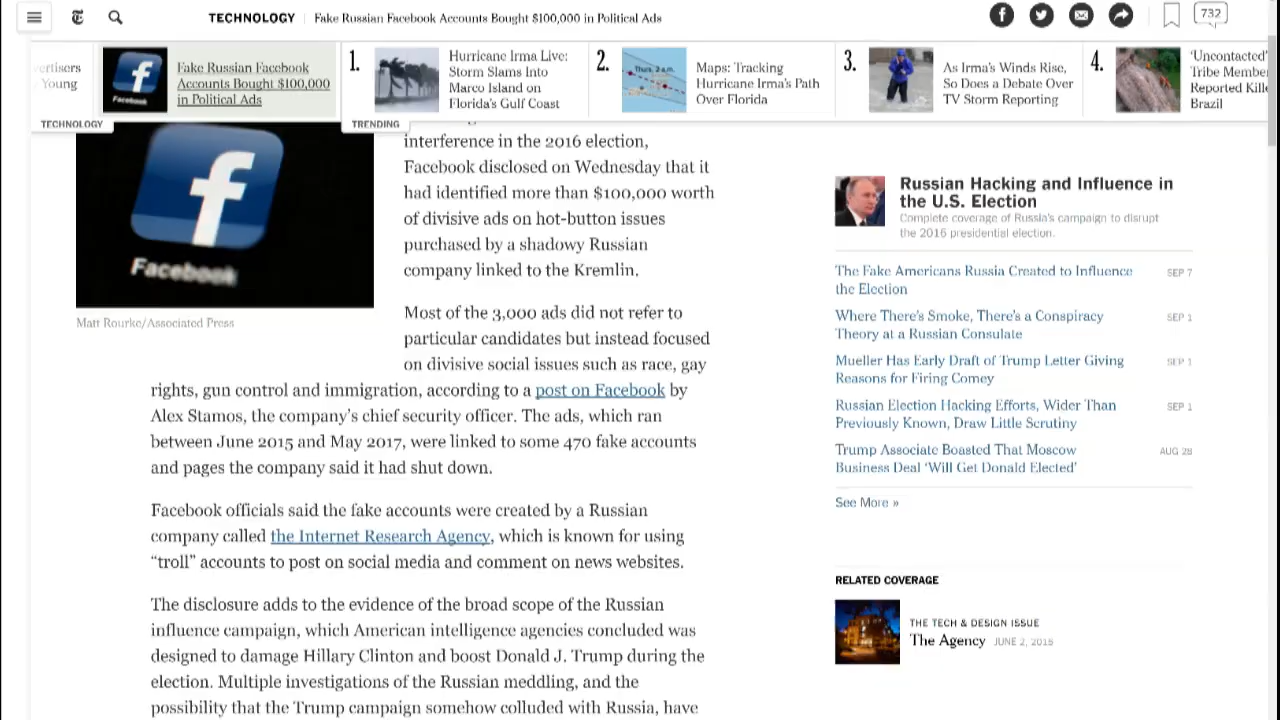 TECHNOLOGY
Fake Russian Facebook Accounts Bought $100,000 in Political Ads
732
ertisers
Young
Facebook
Fake Russian Facebook
Accounts Bought $100,000
in Political Ads
TECHNOLOGY
1.
Hurricane Irma Live:
Storm Slams Into
Marco Island on
Florida's Gulf Coast
TRENDING
2.
Thurs. 2 a.m.
Maps: Tracking
Hurricane Irma's Path
Over Florida
3.
As Irma's Winds Rise,
So Does a Debate Over
TV Storm Reporting
4.
'Uncontacted'
Tribe Membe
Reported Kille
Brazil
Facebook
Matt Rourke/Associated Press
interference in the 2016 election,
Facebook disclosed on Wednesday that it
had identified more than $100,000 worth
of divisive ads on hot-button issues
purchased by a shadowy Russian
company linked to the Kremlin.
Most of the 3,000 ads did not refer to
particular candidates but instead focused
on divisive social issues such as race, gay
rights, gun control and immigration, according to a post on Facebook by
Alex Stamos, the company's chief security officer. The ads, which ran
between June 2015 and May 2017, were linked to some 470 fake accounts
and pages the company said it had shut down.
Facebook officials said the fake accounts were created by a Russian
company called the Internet Research Agency, which is known for using
“troll” accounts to post on social media and comment on news websites.
The disclosure adds to the evidence of the broad scope of the Russian
influence campaign, which American intelligence agencies concluded was
designed to damage Hillary Clinton and boost Donald J. Trump during the
election. Multiple investigations of the Russian meddling, and the
possibility that the Trump campaign somehow colluded with Russia, have
Russian Hacking and Influence in
the U.S. Election
Complete coverage of Russia's campaign to disrupt
the 2016 presidential election.
The Fake Americans Russia Created to Influence
the Election
SEP 7
Where There's Smoke, There's a Conspiracy
Theory at a Russian Consulate
SEP 1
Mueller Has Early Draft of Trump Letter Giving
Reasons for Firing Comey
SEP 1
Russian Election Hacking Efforts, Wider Than
Previously Known, Draw Little Scrutiny
SEP 1
Trump Associate Boasted That Moscow
Business Deal 'Will Get Donald Elected'
AUG 28
See More »
RELATED COVERAGE
THE TECH & DESIGN ISSUE
The Agency JUNE 2, 2015